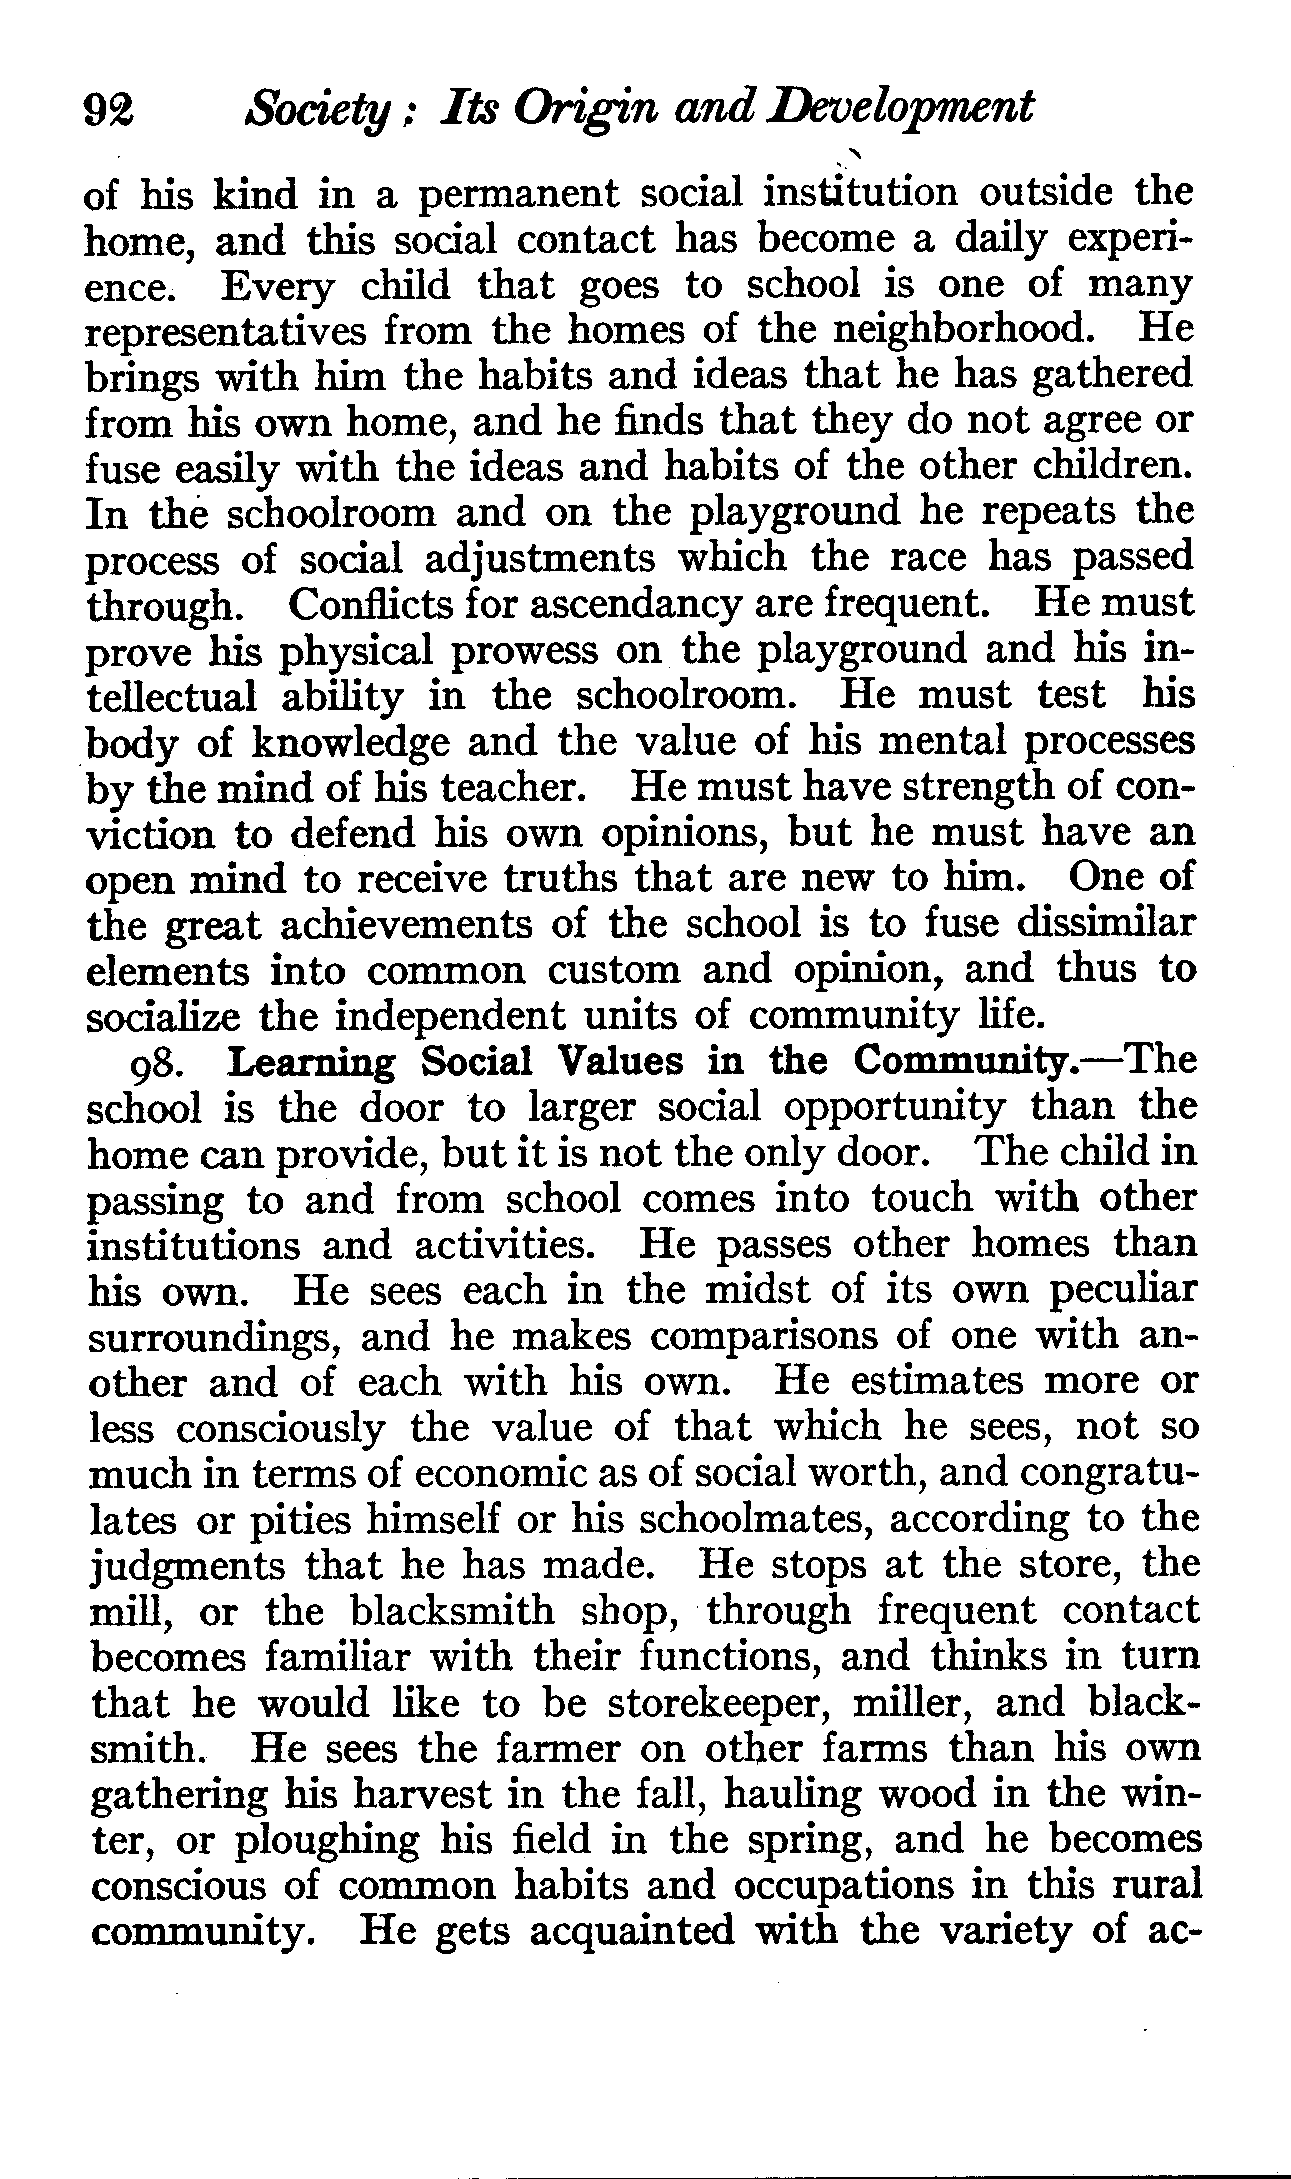 92 Society; Its Origin and Development
of his kind in a permanent social institution outside the
home, and this social contact has become a daily experi-
ence. Every child that goes to school is one of many
representatives from the homes of the neighborhood. He
brings with him the habits and ideas that he has gathered
from his own home, and he finds that they do not agree or
fuse easily with the ideas and habits of the other children.
In the schoolroom and on the playground he repeats the
process of social adjustments which the race has passed
through. Conflicts for ascendancy are frequent. He must
prove his physical prowess on the playground and his in-
tellectual ability in the schoolroom. He must test his
body of knowledge and the value of his mental processes
by the mind of his teacher. He must have strength of con-
viction to defend his own opinions, but he must have an
open mind to receive truths that are new to him. One of
the great achievements of the school is to fuse dissimilar
elements into common custom and opinion, and thus to
socialize the independent units of community life.
98. Learning Social Values in the Community.—The
school is the door to larger social opportunity than the
home can provide, but it is not the only door. The child in
passing to and from school comes into touch with other
institutions and activities. He passes other homes than
his own. He sees each in the midst of its own peculiar
surroundings, and he makes comparisons of one with an-
other and of each with his own. He estimates more or
less consciously the value of that which he sees, not so
much in terms of economic as of social worth, and congratu-
lates or pities himself or his schoolmates, according to the
judgments that he has made. He stops at the store, the
mill, or the blacksmith shop, through frequent contact
becomes familiar with their functions, and thinks in turn
that he would like to be storekeeper, miller, and black-
smith. He sees the farmer on other farms than his own
gathering his harvest in the fall, hauling wood in the win-
ter, or ploughing his field in the spring, and he becomes
conscious of common habits and occupations in this rural
community. He gets acquainted with the variety of ac-